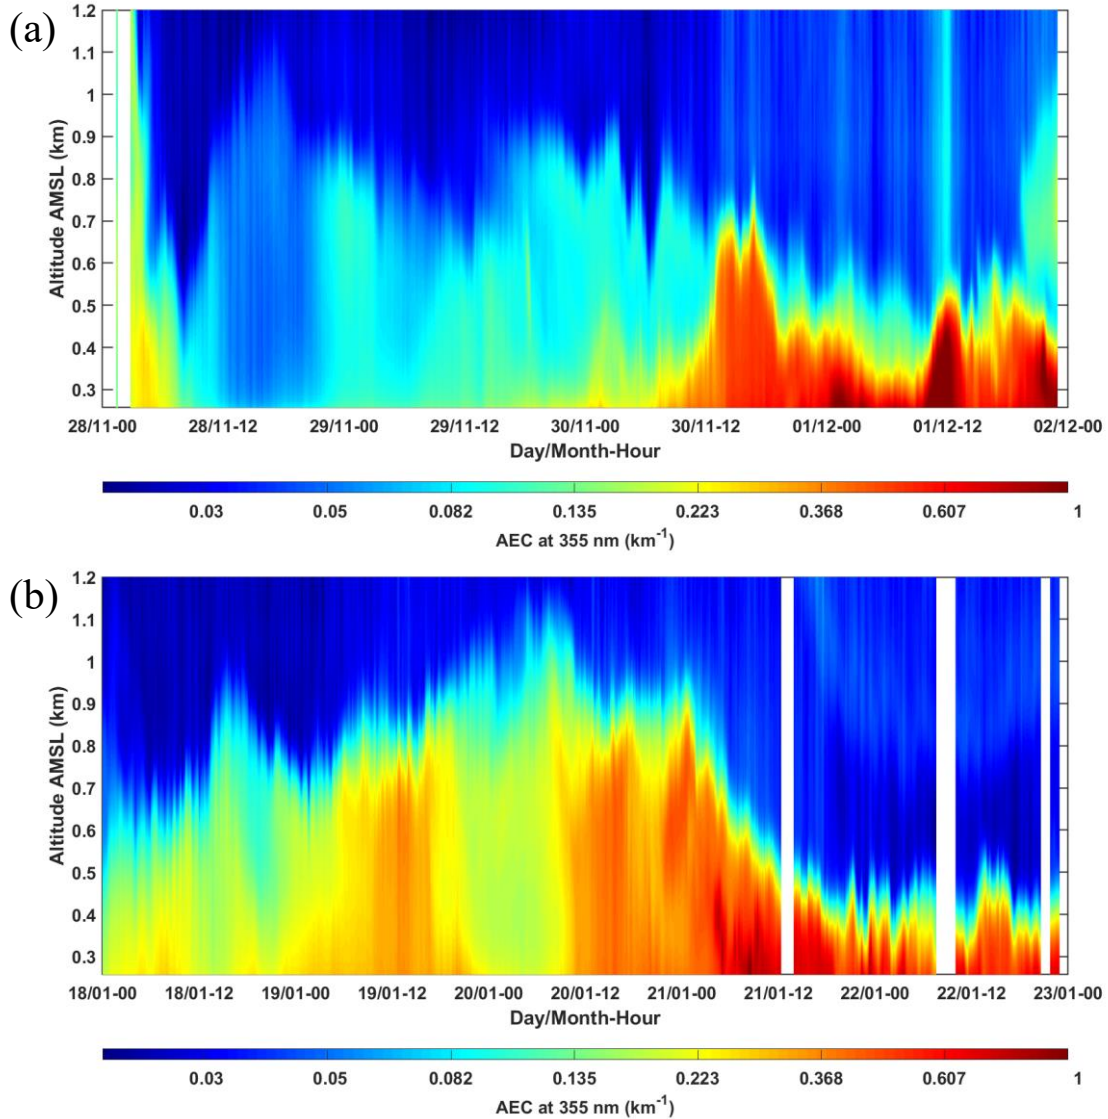 (a)
1.2
1.1
1
0.9
0.8
0.7
0.6
0.5
0.4
0.3
Altitude AMSL (km)
28/11-00 28/11-12 29/11-00 29/11-12 30/11-00 30/11-12 01/12-00 01/12-12 02/12-00
Day/Month-Hour
0.03 0.05 0.082 0.135 0.223 0.368 0.607 1
AEC at 355 nm (km⁻¹)
(b)
1.2
1.1
1
0.9
0.8
0.7
0.6
0.5
0.4
0.3
Altitude AMSL (km)
18/01-00 18/01-12 19/01-00 19/01-12 20/01-00 20/01-12 21/01-00 21/01-12 22/01-00 22/01-12 23/01-00
Day/Month-Hour
0.03 0.05 0.082 0.135 0.223 0.368 0.607 1
AEC at 355 nm (km⁻¹)